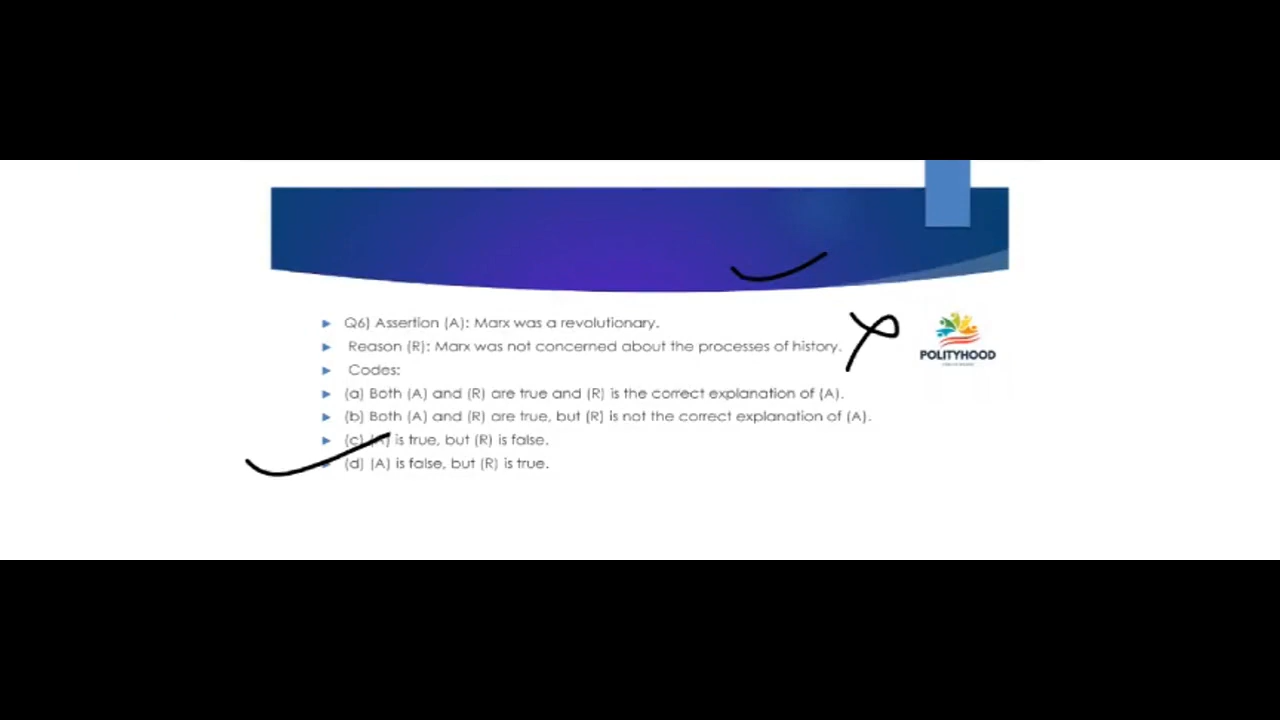 Q6) Assertion (A): Marx was a revolutionary.
Reason (R): Marx was not concerned about the processes of history.
Codes:
(a) Both (A) and (R) are true and (R) is the correct explanation of (A).
(b) Both (A) and (R) are true, but (R) is not the correct explanation of (A).
(c) (A) is true, but (R) is false.
(d) (A) is false, but (R) is true.
POLITYHOOD